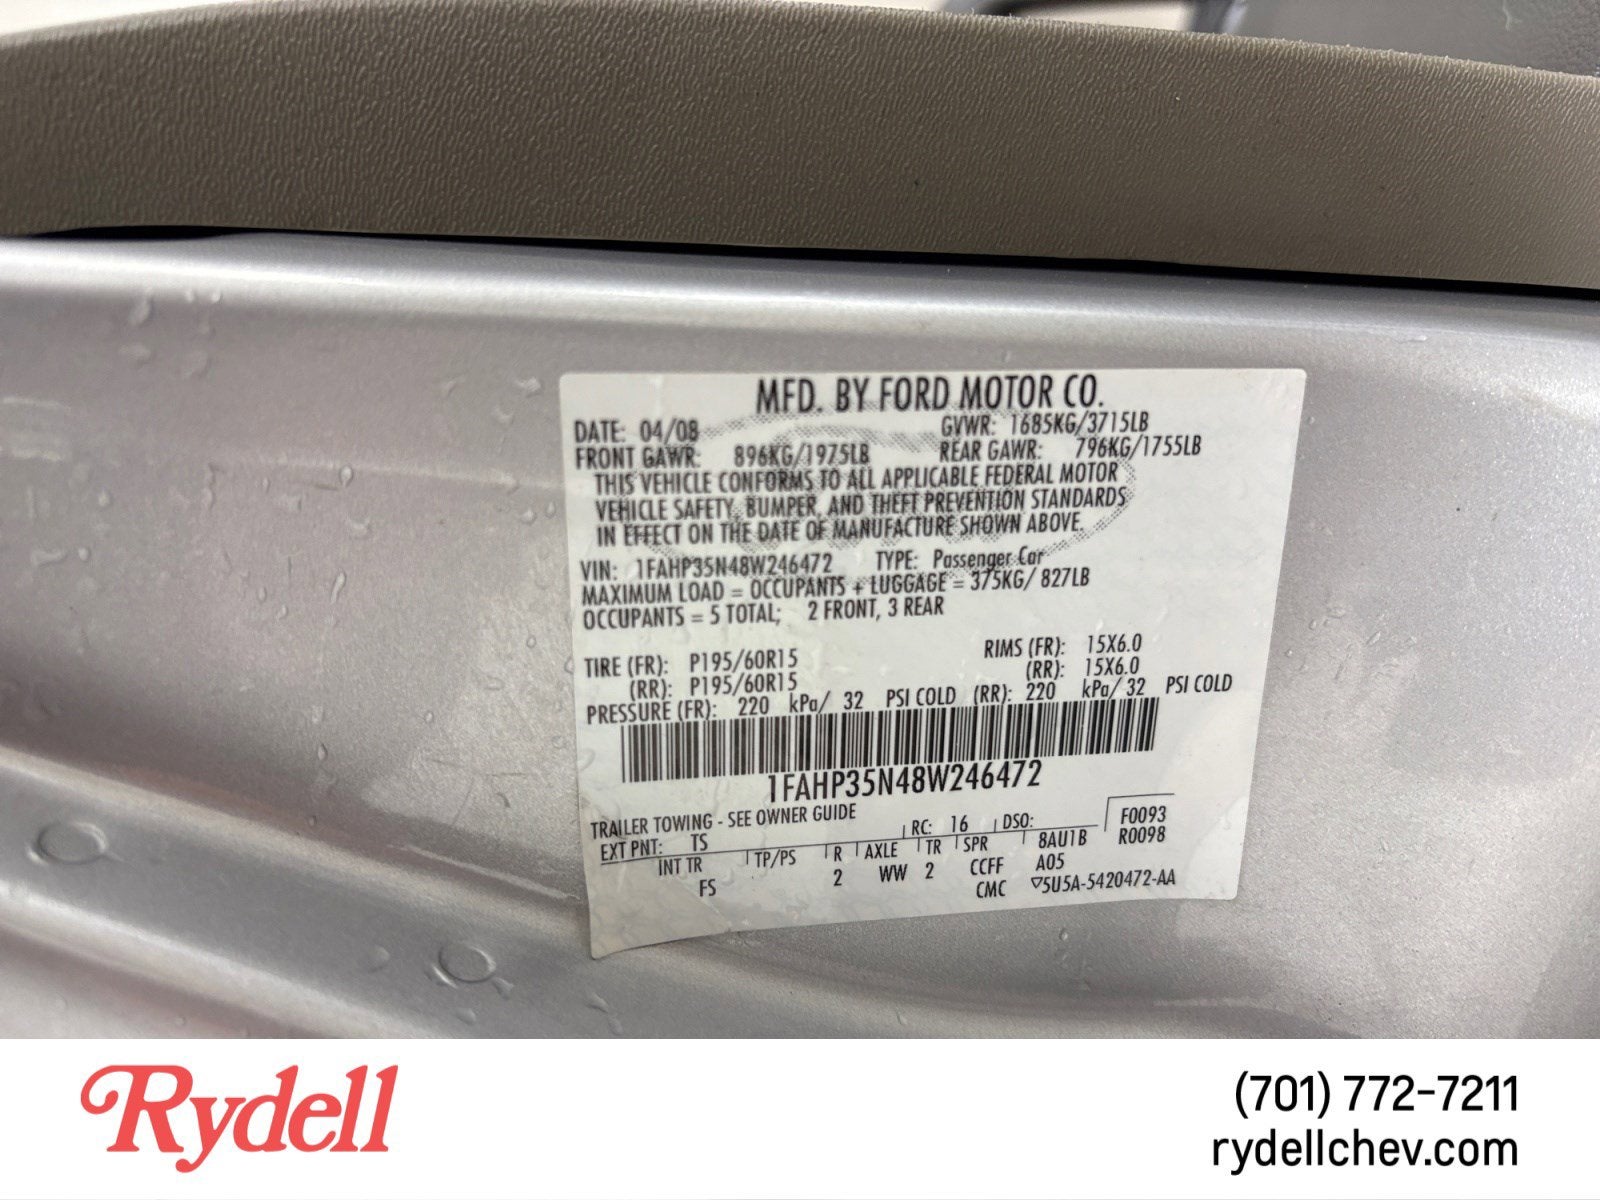 MFD. BY FORD MOTOR CO.
DATE: 04/08 GVWR: 1685KG/3715LB
FRONT GAWR: 896KG/1975LB REAR GAWR: 796KG/1755LB
THIS VEHICLE CONFORMS TO ALL APPLICABLE FEDERAL MOTOR
VEHICLE SAFETY, BUMPER, AND THEFT PREVENTION STANDARDS
IN EFFECT ON THE DATE OF MANUFACTURE SHOWN ABOVE.
VIN: 1FAHP35N48W246472 TYPE: Passenger Car
MAXIMUM LOAD = OCCUPANTS + LUGGAGE = 375KG/ 827LB
OCCUPANTS = 5 TOTAL; 2 FRONT, 3 REAR
TIRE (FR): P195/60R15 RIMS (FR): 15X6.0
(RR): P195/60R15 (RR): 15X6.0
PRESSURE (FR): 220 kPa/ 32 PSI COLD (RR): 220 kPa/ 32 PSI COLD
1FAHP35N48W246472
TRAILER TOWING - SEE OWNER GUIDE
EXT PNT: TS RC: 16 DSO: F0093
INT TR TP/PS R AXLE TR SPR 8AU1B R0098
FS 2 WW 2 CCFF A05
CMC ▽5U5A-5420472-AA
Rydell
(701) 772-7211
rydellchev.com